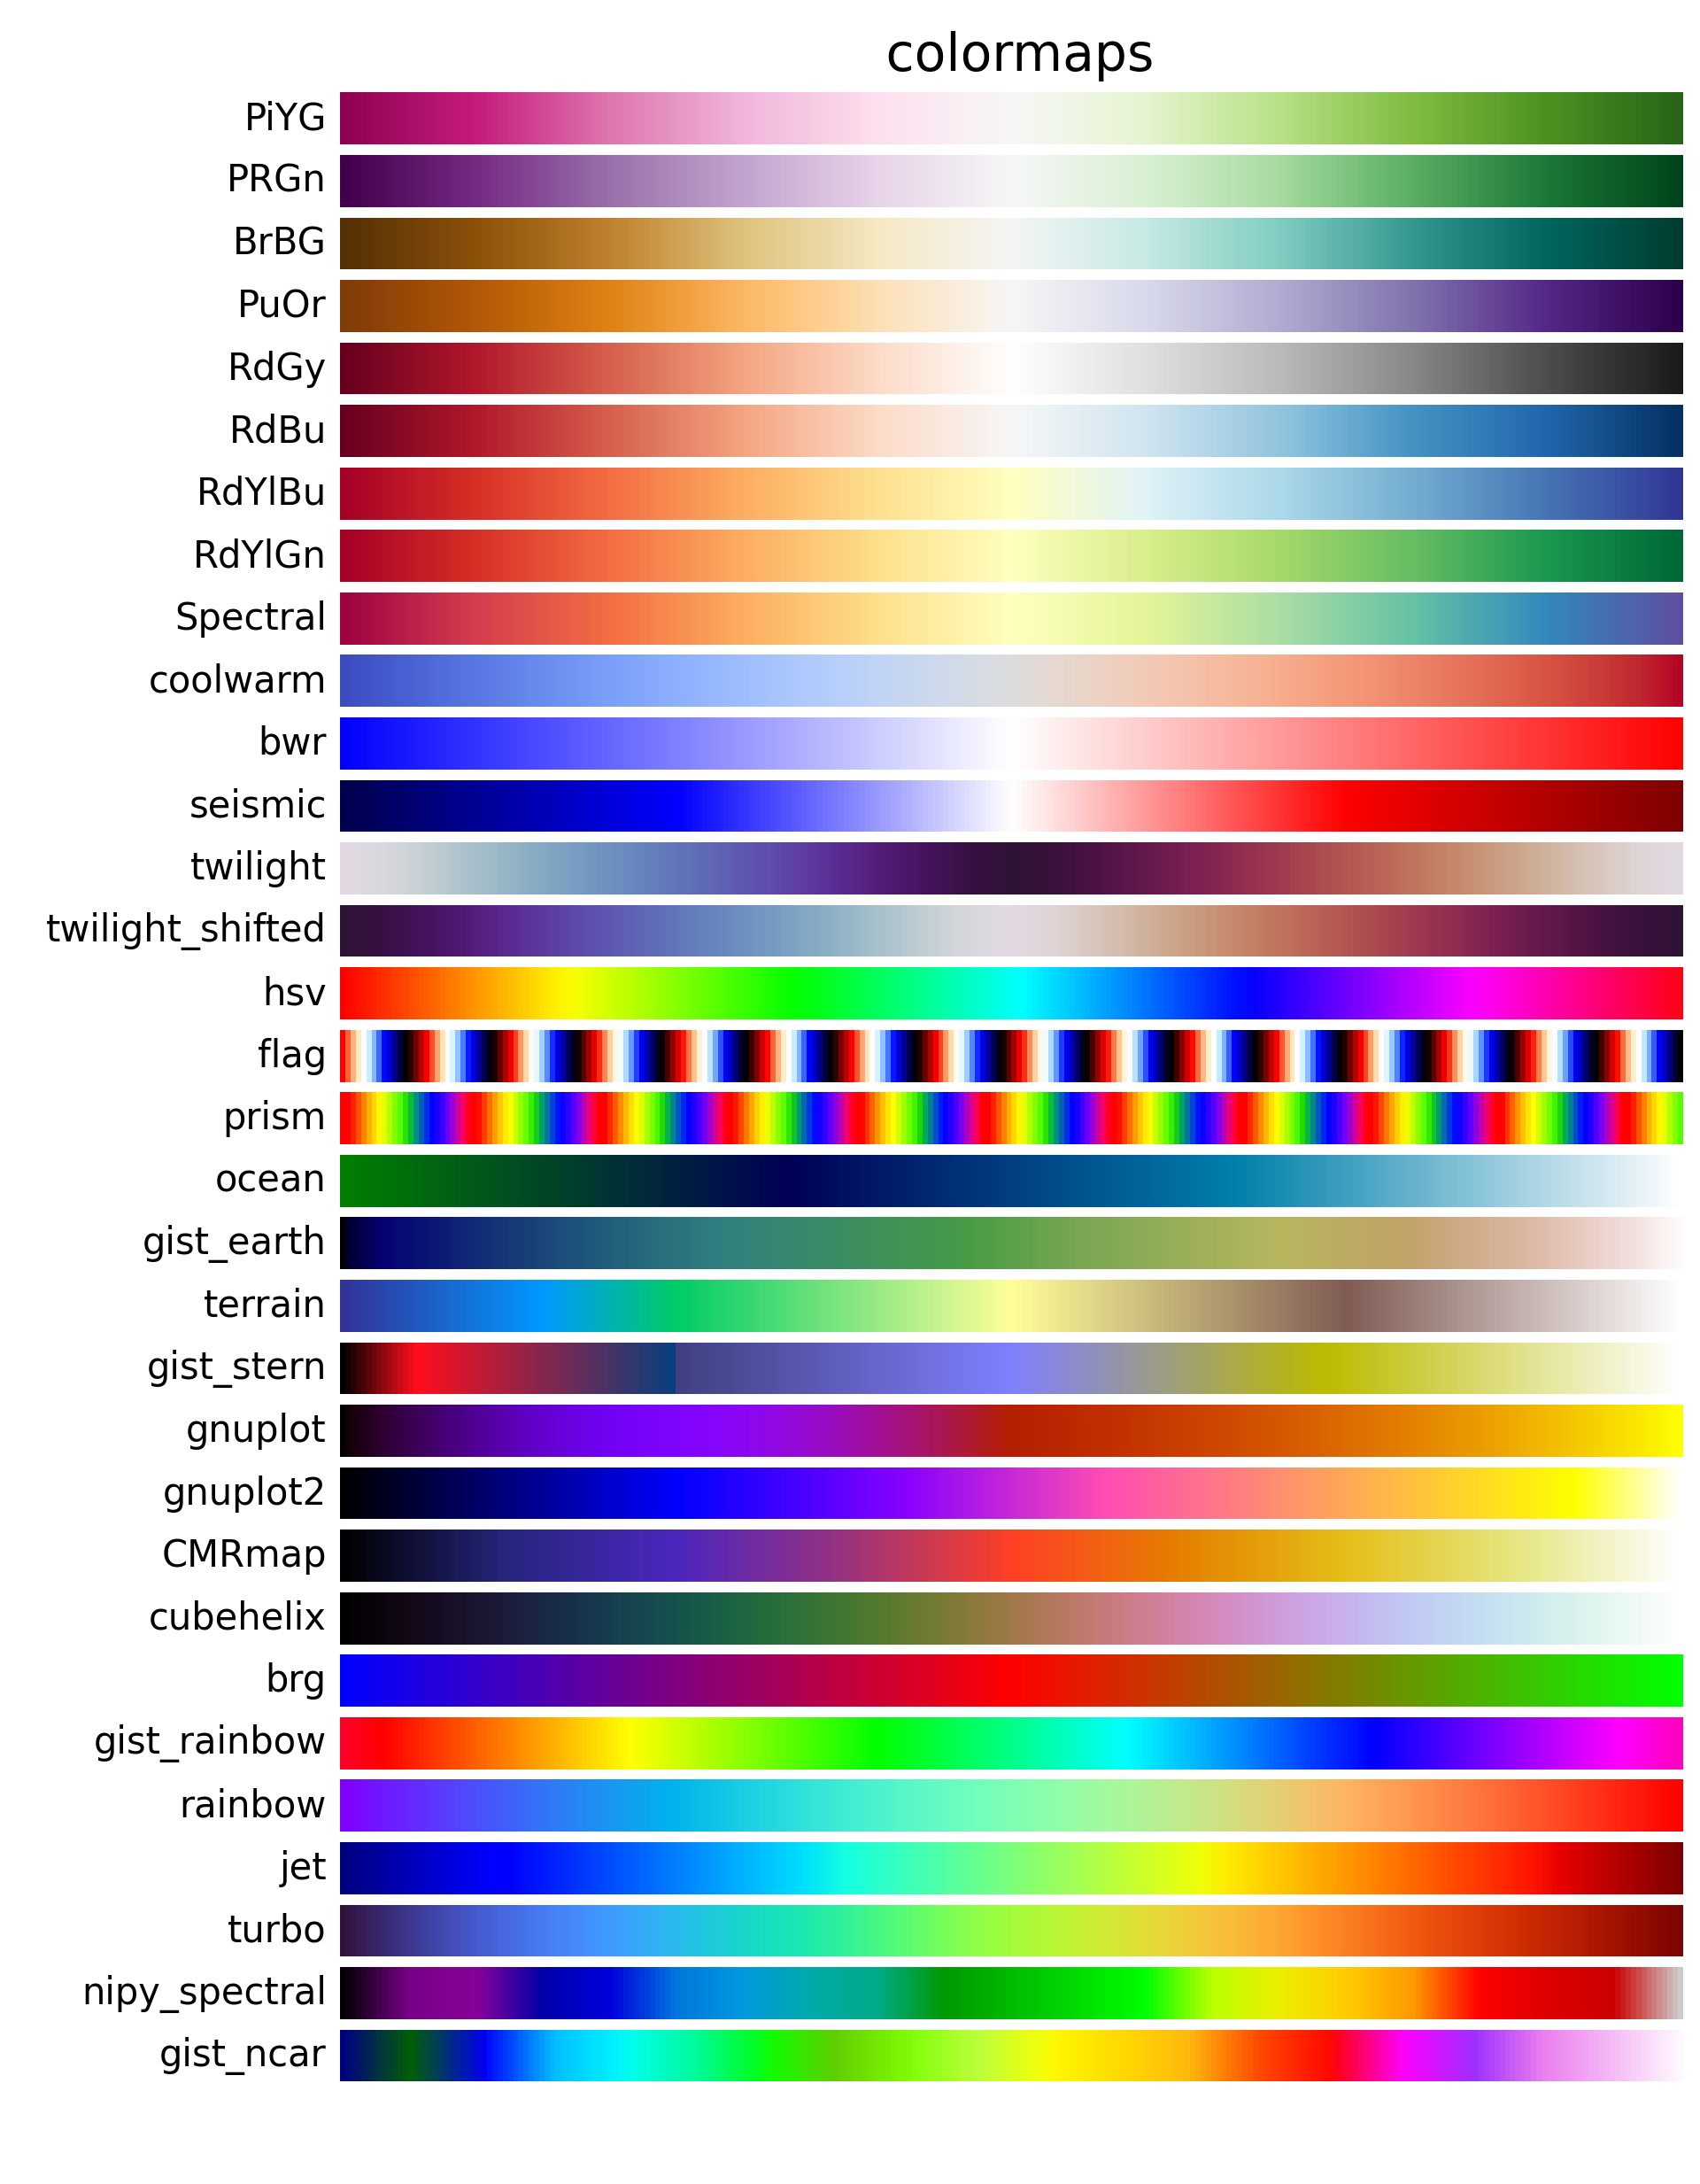 colormaps
PiYG
PRGn
BrBG
PuOr
RdGy
RdBu
RdYlBu
RdYlGn
Spectral
coolwarm
bwr
seismic
twilight
twilight_shifted
hsv
flag
prism
ocean
gist_earth
terrain
gist_stern
gnuplot
gnuplot2
CMRmap
cubehelix
brg
gist_rainbow
rainbow
jet
turbo
nipy_spectral
gist_ncar